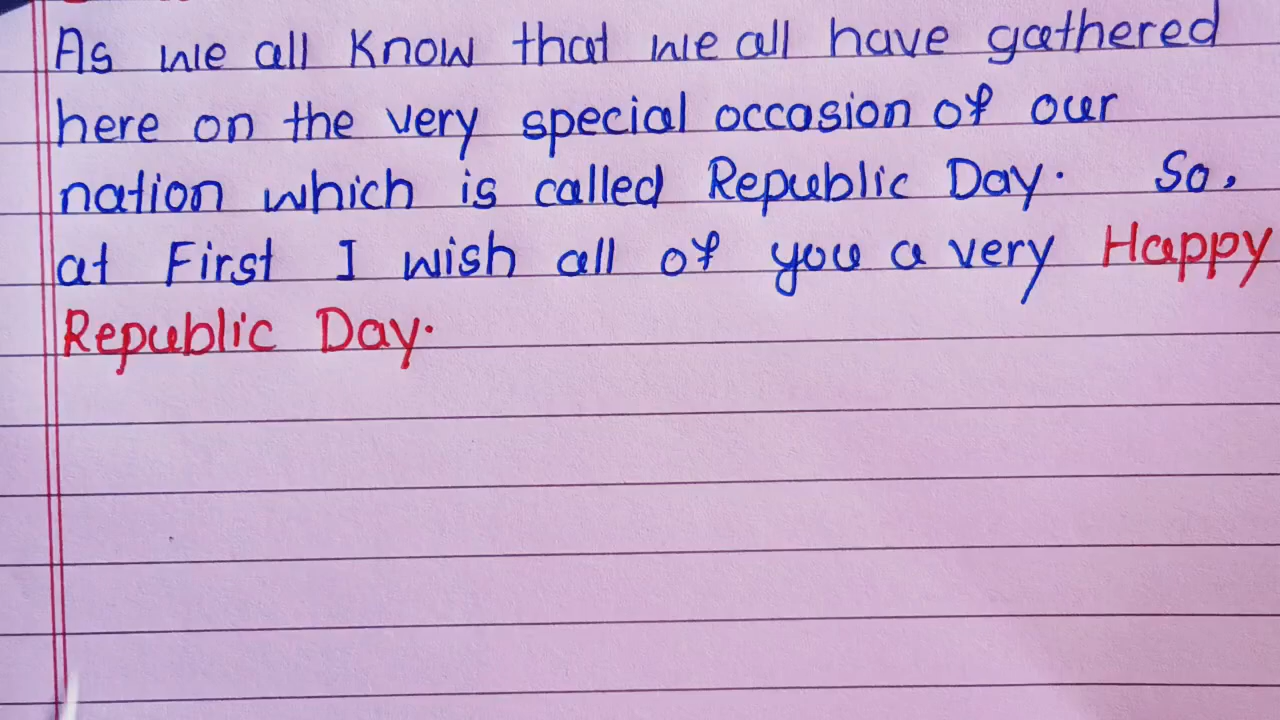 As we all Know that we all have gathered
here on the very special occasion of our
nation which is called Republic Day. So,
at First I wish all of you a very Happy
Republic Day.